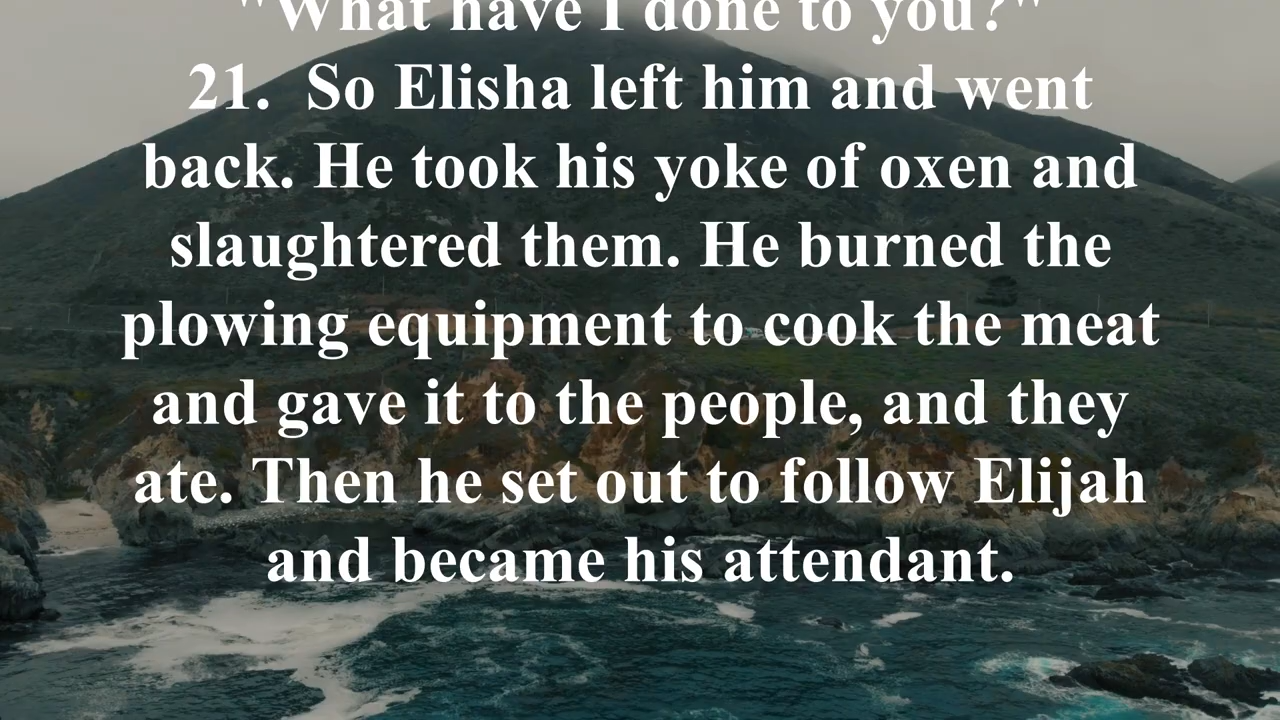 "What have I done to you?"
21.  So Elisha left him and went
back. He took his yoke of oxen and
slaughtered them. He burned the
plowing equipment to cook the meat
and gave it to the people, and they
ate. Then he set out to follow Elijah
and became his attendant.